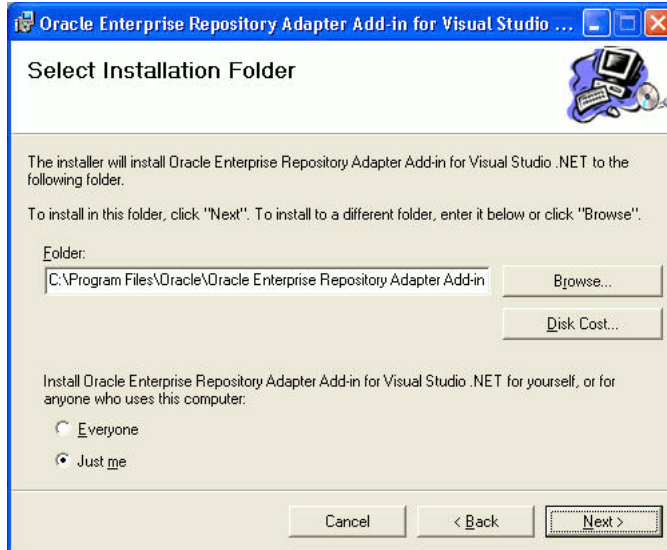 Oracle Enterprise Repository Adapter Add-in for Visual Studio ...
Select Installation Folder
The installer will install Oracle Enterprise Repository Adapter Add-in for Visual Studio .NET to the
following folder.
To install in this folder, click "Next". To install to a different folder, enter it below or click "Browse".
Folder:
C:\Program Files\Oracle\Oracle Enterprise Repository Adapter Add-in
Browse...
Disk Cost...
Install Oracle Enterprise Repository Adapter Add-in for Visual Studio .NET for yourself, or for
anyone who uses this computer:
Everyone
Just me
Cancel
< Back
Next >